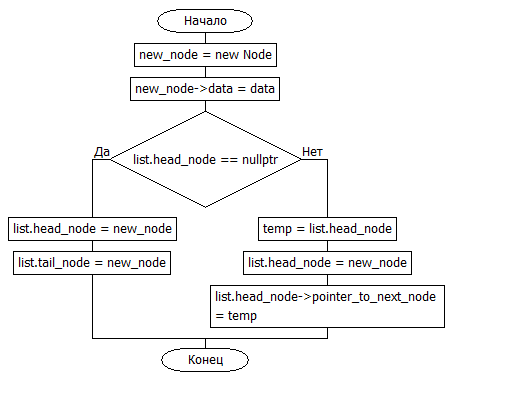 Начало
new_node = new Node
new_node->data = data
list.head_node == nullptr
Да
Нет
list.head_node = new_node
list.tail_node = new_node
temp = list.head_node
list.head_node = new_node
list.head_node->pointer_to_next_node
= temp
Конец